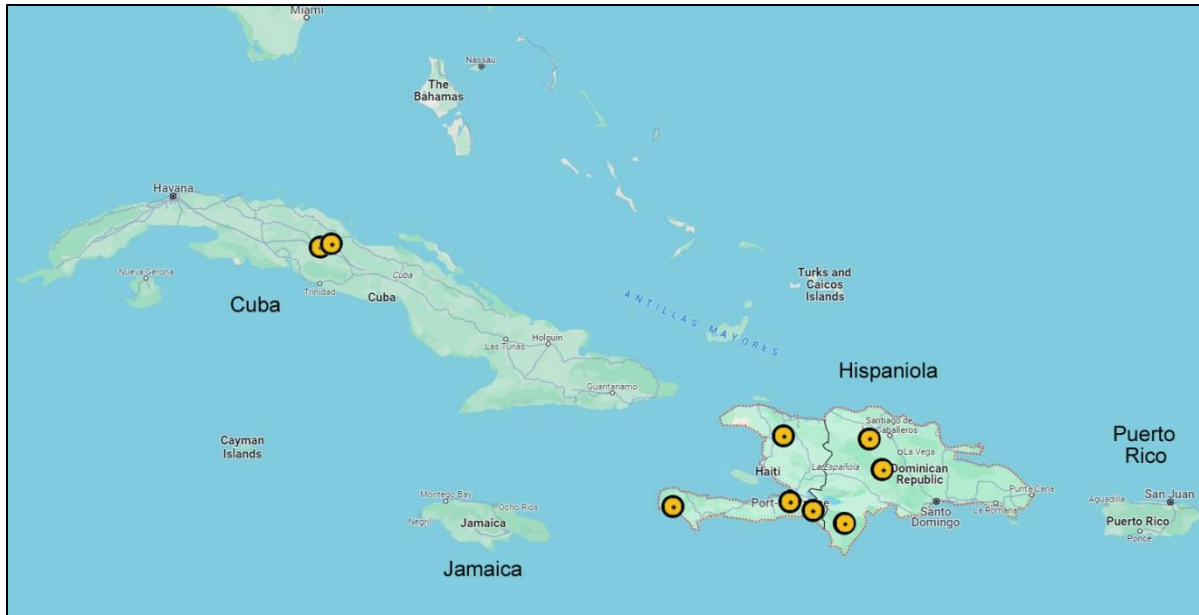 Miami
Nassau
The
Bahamas
Havana
Nueva Gerona
Trinidad
Cuba
Cuba
Cuba
Las Tunas
Holguin
Guantanamo
Turks and
Caicos
Islands
ANTILLAS MAYORES
Hispaniola
Cayman
Islands
Santiago de
Caballeros
La Vega
Haiti
La Española
Dominican
Republic
Port-
Punta Cana
La Romana
Santo
Domingo
Puerto
Rico
San Juan
Aguadilla
Puerto Rico
Ponce
Montego Bay
Ocho Rios
Negril
Jamaica
Jamaica